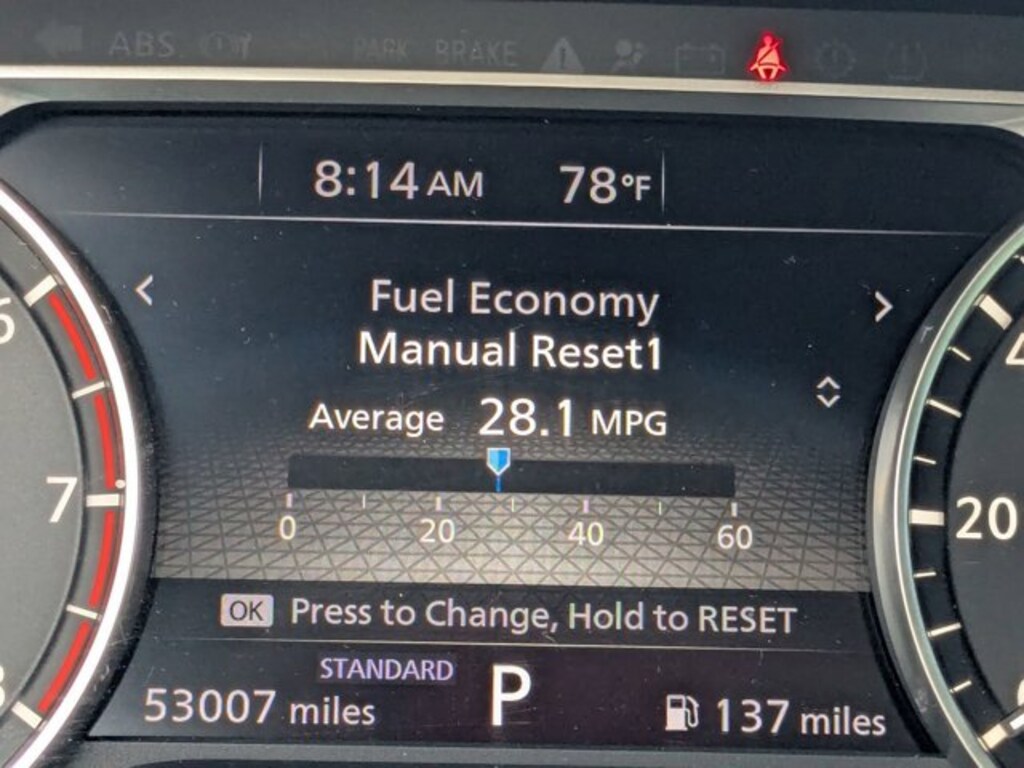 ABS
PARK BRAKE
8:14 AM 78°F
Fuel Economy
Manual Reset1
Average 28.1 MPG
0 20 40 60
OK Press to Change, Hold to RESET
STANDARD
53007 miles P 137 miles
6
7
20